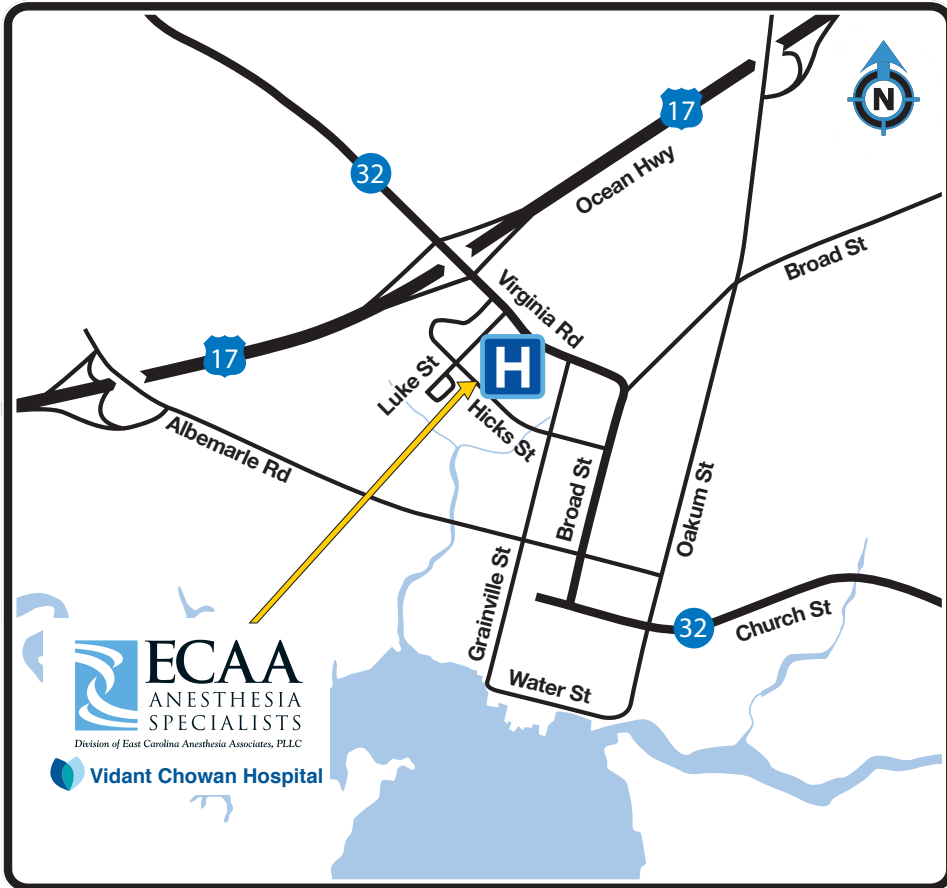 N
17
32
Ocean Hwy
Broad St
Virginia Rd
17
H
Luke St
Hicks St
Albemarle Rd
Broad St
Oakum St
Grainville St
32
Church St
Water St
ECAA
ANESTHESIA
SPECIALISTS
Division of East Carolina Anesthesia Associates, PLLC
Vidant Chowan Hospital